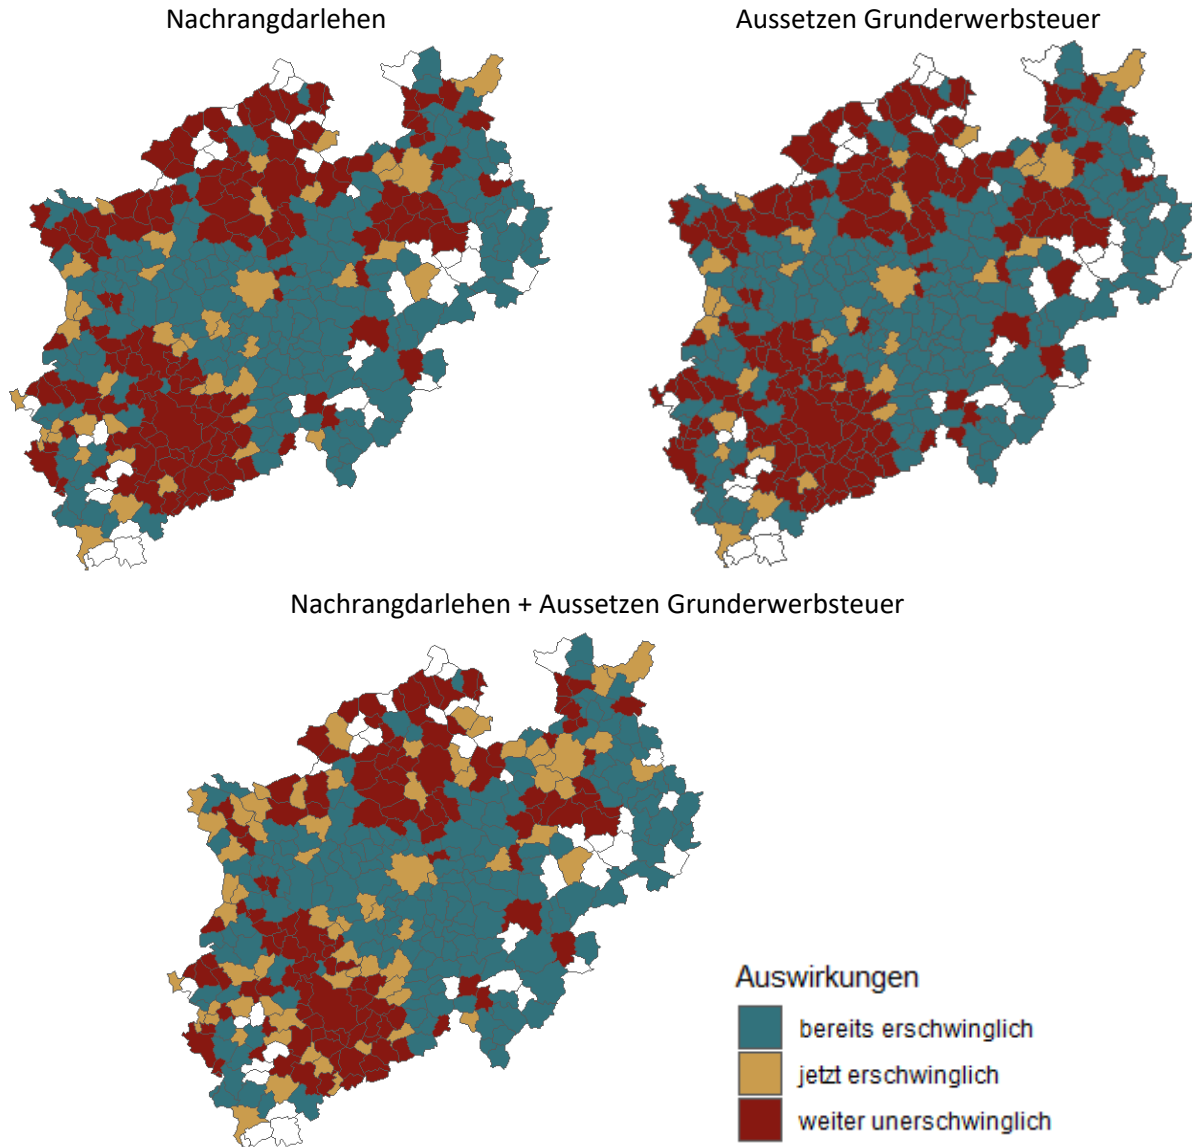 Nachrangdarlehen
Aussetzen Grunderwerbsteuer
Nachrangdarlehen + Aussetzen Grunderwerbsteuer
Auswirkungen
bereits erschwinglich
jetzt erschwinglich
weiter unerschwinglich